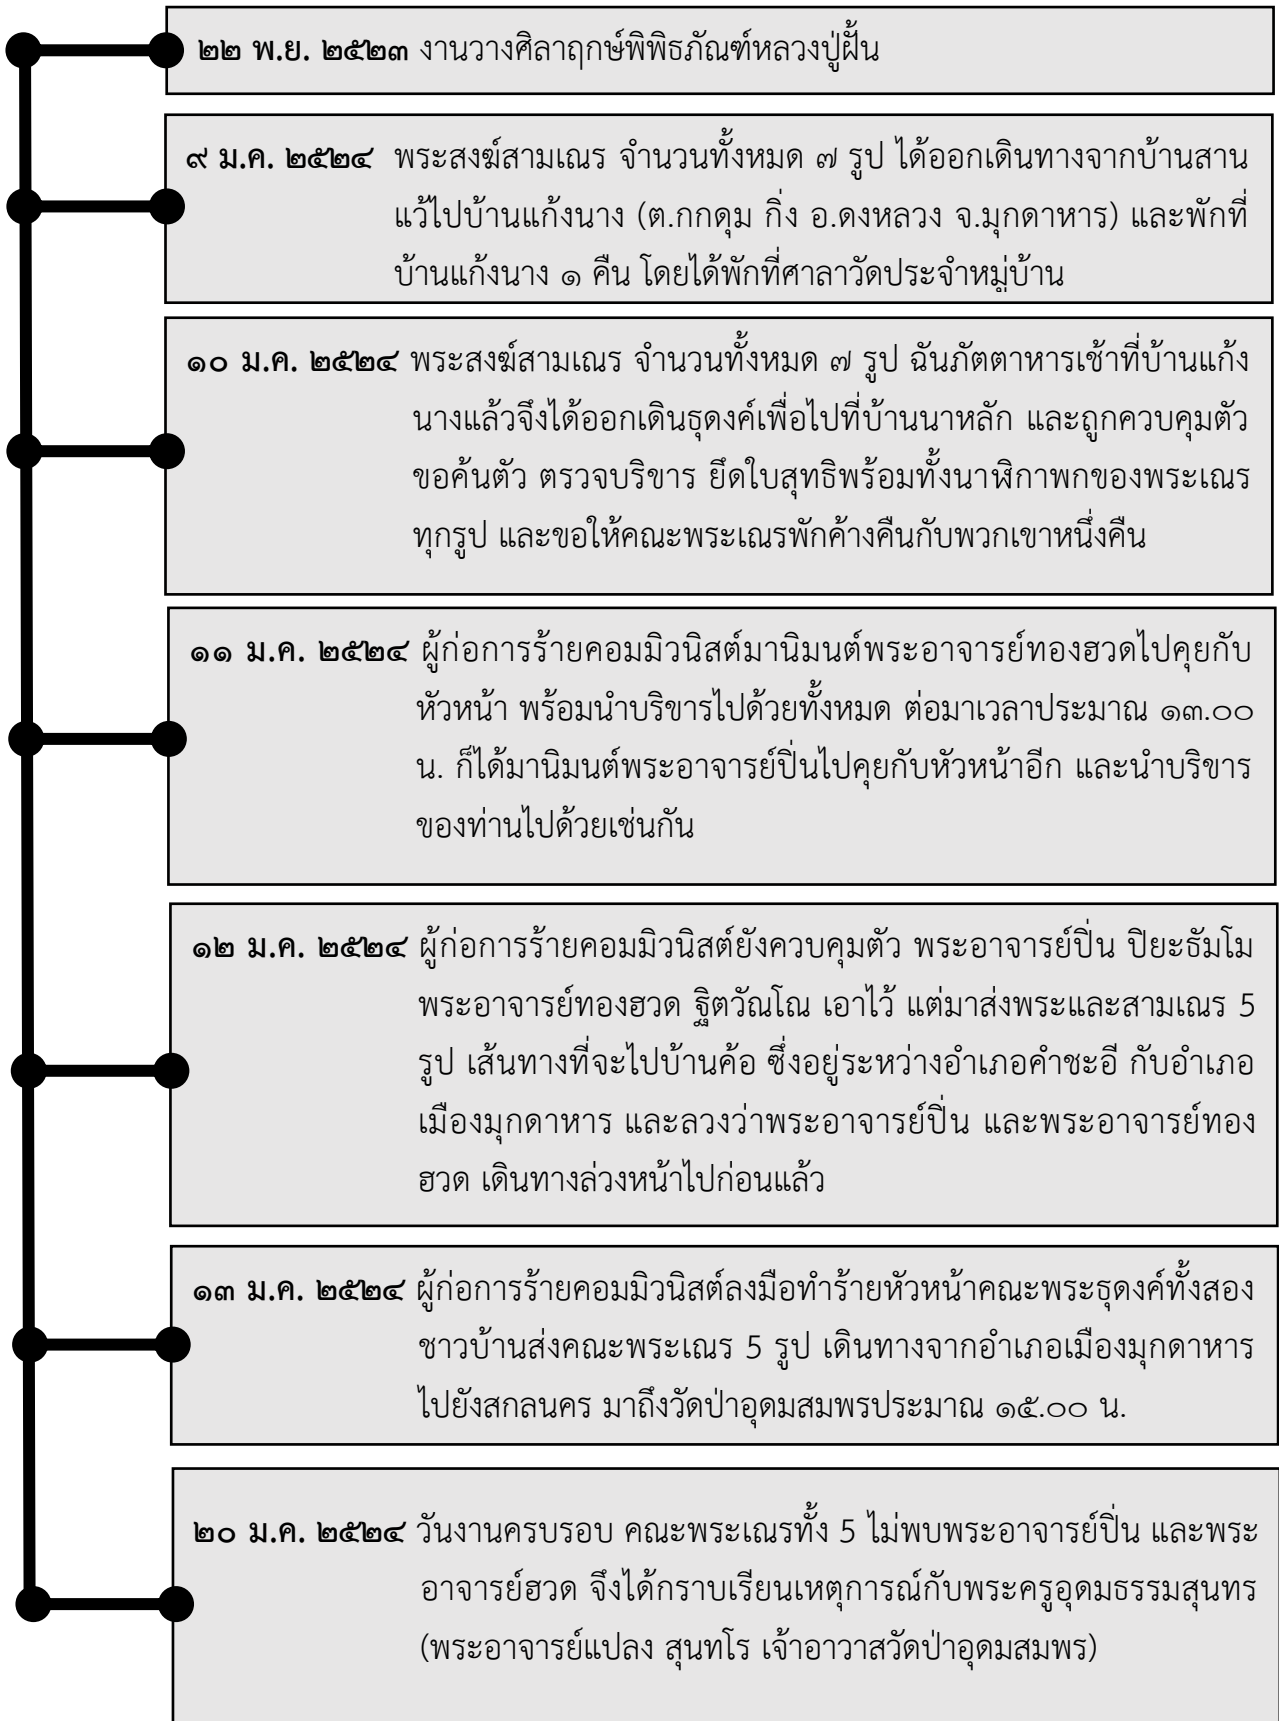 ๒๒ พ.ย. ๒๕๒๓ งานวางศิลาฤกษ์พิพิธภัณฑ์หลวงปู่ฝั้น
๙ ม.ค. ๒๕๒๔ พระสงฆ์สามเณร จำนวนทั้งหมด ๗ รูป ได้ออกเดินทางจากบ้านสาน
แว้ไปบ้านแก้งนาง (ต.กกดุม กิ่ง อ.ดงหลวง จ.มุกดาหาร) และพักที่
บ้านแก้งนาง ๑ คืน โดยได้พักที่ศาลาวัดประจำหมู่บ้าน
๑๐ ม.ค. ๒๕๒๔ พระสงฆ์สามเณร จำนวนทั้งหมด ๗ รูป ฉันภัตตาหารเช้าที่บ้านแก้ง
นางแล้วจึงได้ออกเดินธุดงค์เพื่อไปที่บ้านนาหลัก และถูกควบคุมตัว
ขอค้นตัว ตรวจบริขาร ยึดใบสุทธิพร้อมทั้งนาฬิกาพกของพระเณร
ทุกรูป และขอให้คณะพระเณรพักค้างคืนกับพวกเขาหนึ่งคืน
๑๑ ม.ค. ๒๕๒๔ ผู้ก่อการร้ายคอมมิวนิสต์มานิมนต์พระอาจารย์ทองฮวดไปคุยกับ
หัวหน้า พร้อมนำบริขารไปด้วยทั้งหมด ต่อมาเวลาประมาณ ๑๓.๐๐
น. ก็ได้มานิมนต์พระอาจารย์ปิ่นไปคุยกับหัวหน้าอีก และนำบริขาร
ของท่านไปด้วยเช่นกัน
๑๒ ม.ค. ๒๕๒๔ ผู้ก่อการร้ายคอมมิวนิสต์ยังควบคุมตัว พระอาจารย์ปิ่น ปิยะธัมโม
พระอาจารย์ทองฮวด ฐิตวัณโณ เอาไว้ แต่มาส่งพระและสามเณร 5
รูป เส้นทางที่จะไปบ้านค้อ ซึ่งอยู่ระหว่างอำเภอคำชะอี กับอำเภอ
เมืองมุกดาหาร และลวงว่าพระอาจารย์ปิ่น และพระอาจารย์ทอง
ฮวด เดินทางล่วงหน้าไปก่อนแล้ว
๑๓ ม.ค. ๒๕๒๔ ผู้ก่อการร้ายคอมมิวนิสต์ลงมือทำร้ายหัวหน้าคณะพระธุดงค์ทั้งสอง
ชาวบ้านส่งคณะพระเณร 5 รูป เดินทางจากอำเภอเมืองมุกดาหาร
ไปยังสกลนคร มาถึงวัดป่าอุดมสมพรประมาณ ๑๕.๐๐ น.
๒๐ ม.ค. ๒๕๒๔ วันงานครบรอบ คณะพระเณรทั้ง 5 ไม่พบพระอาจารย์ปิ่น และพระ
อาจารย์ฮวด จึงได้กราบเรียนเหตุการณ์กับพระครูอุดมธรรมสุนทร
(พระอาจารย์แปลง สุนทโร เจ้าอาวาสวัดป่าอุดมสมพร)